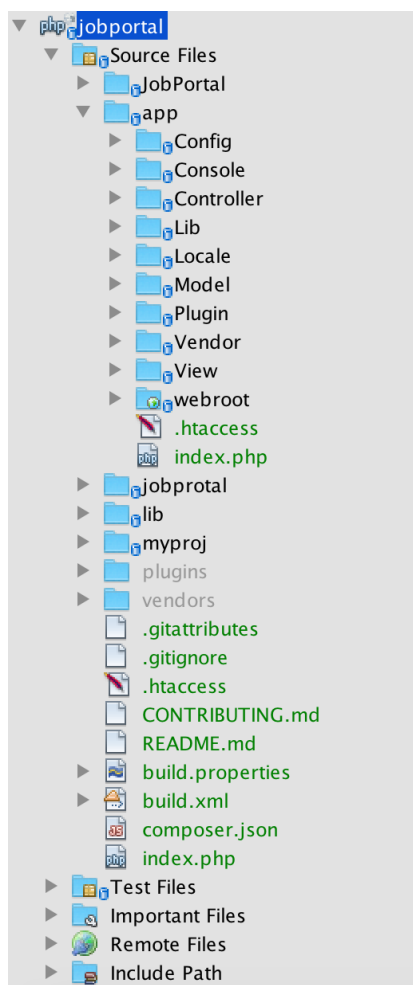 jobportal
Source Files
JobPortal
app
Config
Console
Controller
Lib
Locale
Model
Plugin
Vendor
View
webroot
.htaccess
index.php
jobprotal
lib
myproj
plugins
vendors
.gitattributes
.gitignore
.htaccess
CONTRIBUTING.md
README.md
build.properties
build.xml
composer.json
index.php
Test Files
Important Files
Remote Files
Include Path